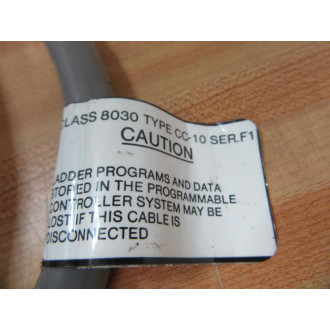 CLASS 8030 TYPE CC-10 SER.F1
CAUTION
LADDER PROGRAMS AND DATA
STORED IN THE PROGRAMMABLE
CONTROLLER SYSTEM MAY BE
LOST IF THIS CABLE IS
DISCONNECTED